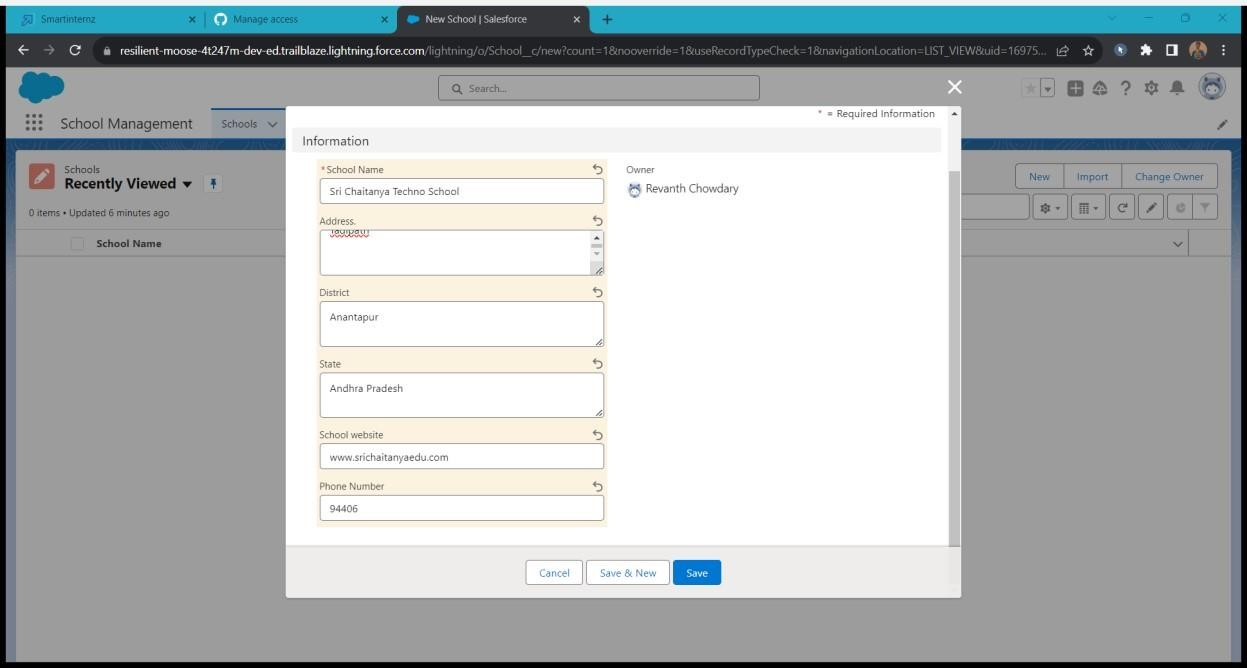 Smartinternz
Manage access
New School | Salesforce
resilient-moose-4t247m-dev-ed.trailblaze.lightning.force.com/lightning/o/School__c/new?count=1&nooverride=1&useRecordTypeCheck=1&navigationLocation=LIST_VIEW&uid=16975...
Search...
School Management
Schools
* = Required Information
Information
Schools
Recently Viewed
New
Import
Change Owner
0 items • Updated 6 minutes ago
School Name
* School Name
Sri Chaitanya Techno School
Owner
Revanth Chowdary
Address.
District
Anantapur
State
Andhra Pradesh
School website
www.srichaitanyaedu.com
Phone Number
94406
Cancel
Save & New
Save